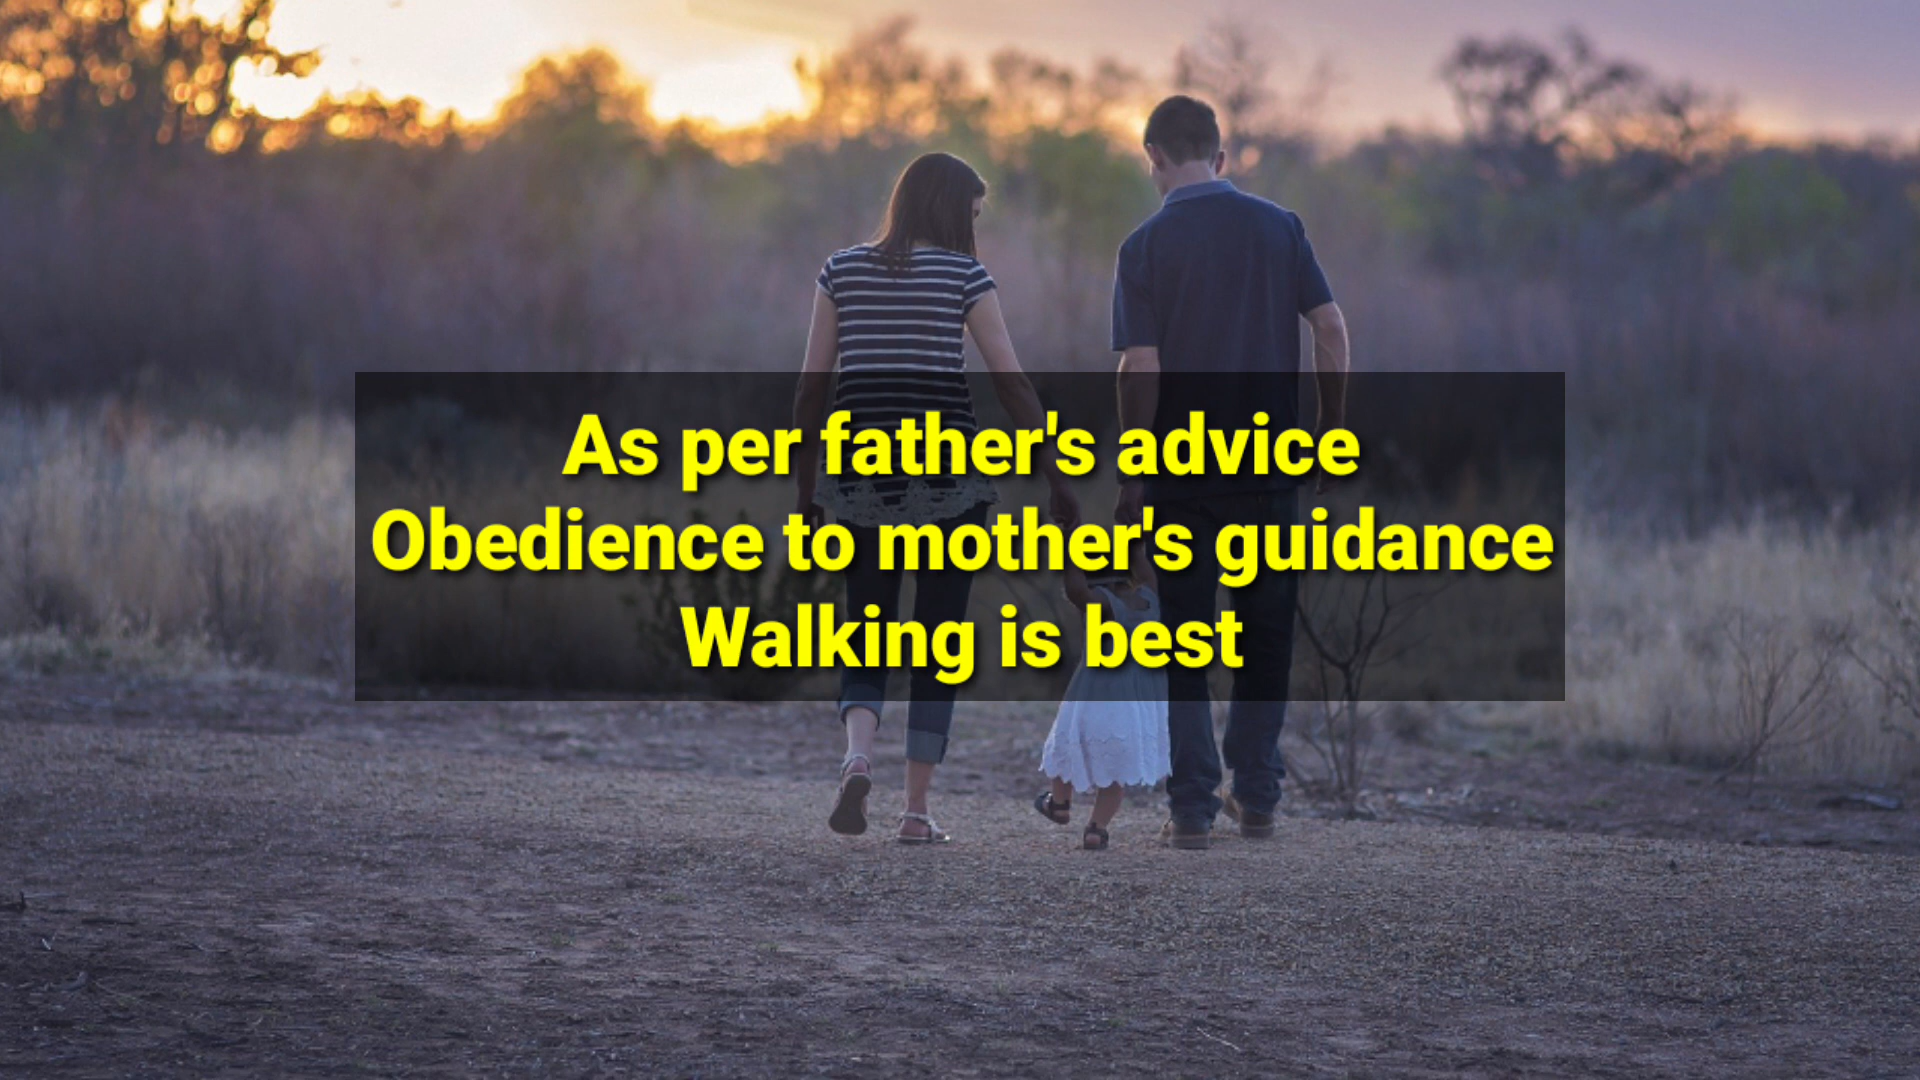 As per father's advice
Obedience to mother's guidance
Walking is best